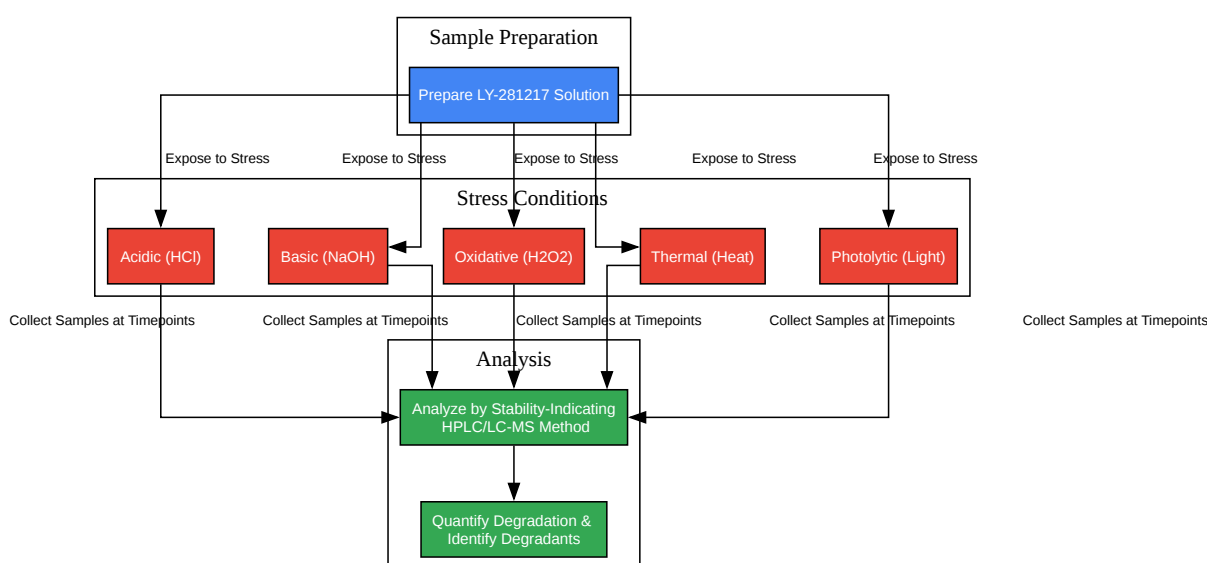 Sample Preparation
Prepare LY-281217 Solution
Expose to Stress
Expose to Stress
Expose to Stress
Expose to Stress
Expose to Stress
Stress Conditions
Acidic (HCl)
Basic (NaOH)
Oxidative (H2O2)
Thermal (Heat)
Photolytic (Light)
Collect Samples at Timepoints
Collect Samples at Timepoints
Collect Samples at Timepoints
Collect Samples at Timepoints
Collect Samples at Timepoints
Analysis
Analyze by Stability-Indicating
HPLC/LC-MS Method
Quantify Degradation &
Identify Degradants